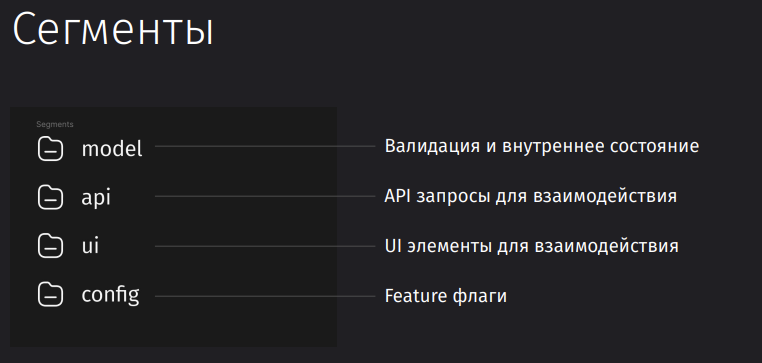 Сегменты
Segments
model
Валидация и внутреннее состояние
api
API запросы для взаимодействия
ui
UI элементы для взаимодействия
config
Feature флаги